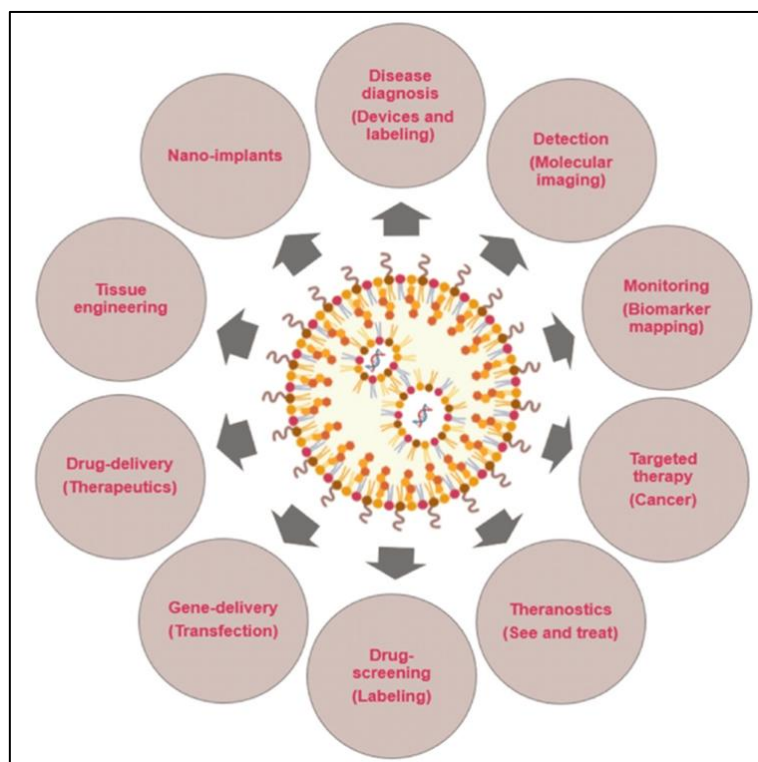 Disease
diagnosis
(Devices and
labeling)
Detection
(Molecular
imaging)
Monitoring
(Biomarker
mapping)
Targeted
therapy
(Cancer)
Theranostics
(See and treat)
Drug-
screening
(Labeling)
Gene-delivery
(Transfection)
Drug-delivery
(Therapeutics)
Tissue
engineering
Nano-implants